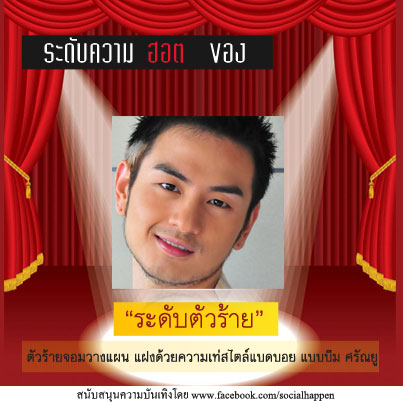 ระดับความ ฮอต ของ
“ระดับตัวร้าย”
ตัวร้ายจอมวางแผน แฝงด้วยความเท่สไตล์แบดบอย แบบบีม ศรัณยู
สนับสนุนความบันเทิงโดย www.facebook.com/socialhappen